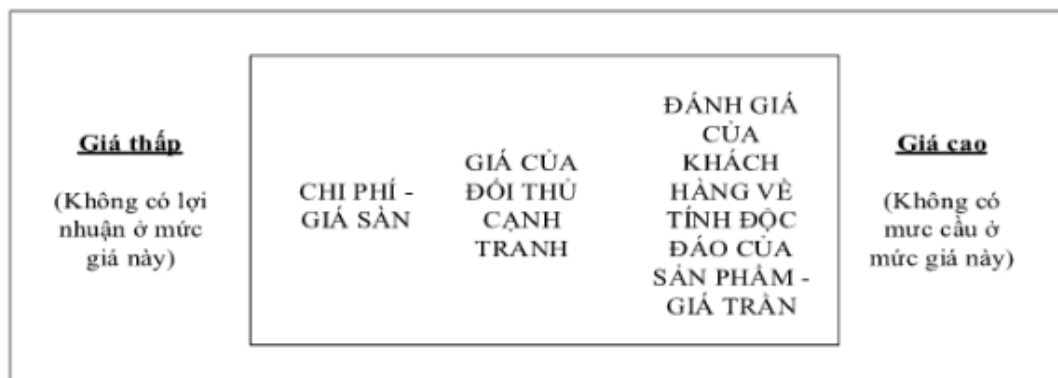 Giá thấp
(Không có lợi
nhuận ở mức
giá này)
CHI PHÍ -
GIÁ SÀN
GIÁ CỦA
ĐỐI THỦ
CẠNH
TRANH
ĐÁNH GIÁ
CỦA
KHÁCH
HÀNG VỀ
TÍNH ĐỘC
ĐÁO CỦA
SẢN PHẨM -
GIÁ TRẦN
Giá cao
(Không có
mưc cầu ở
mức giá này)